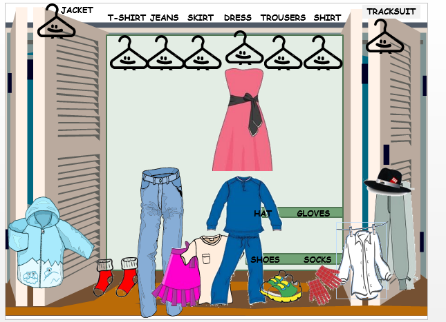 JACKET
T-SHIRT JEANS SKIRT DRESS TROUSERS SHIRT
TRACKSUIT
HAT GLOVES
SHOES SOCKS